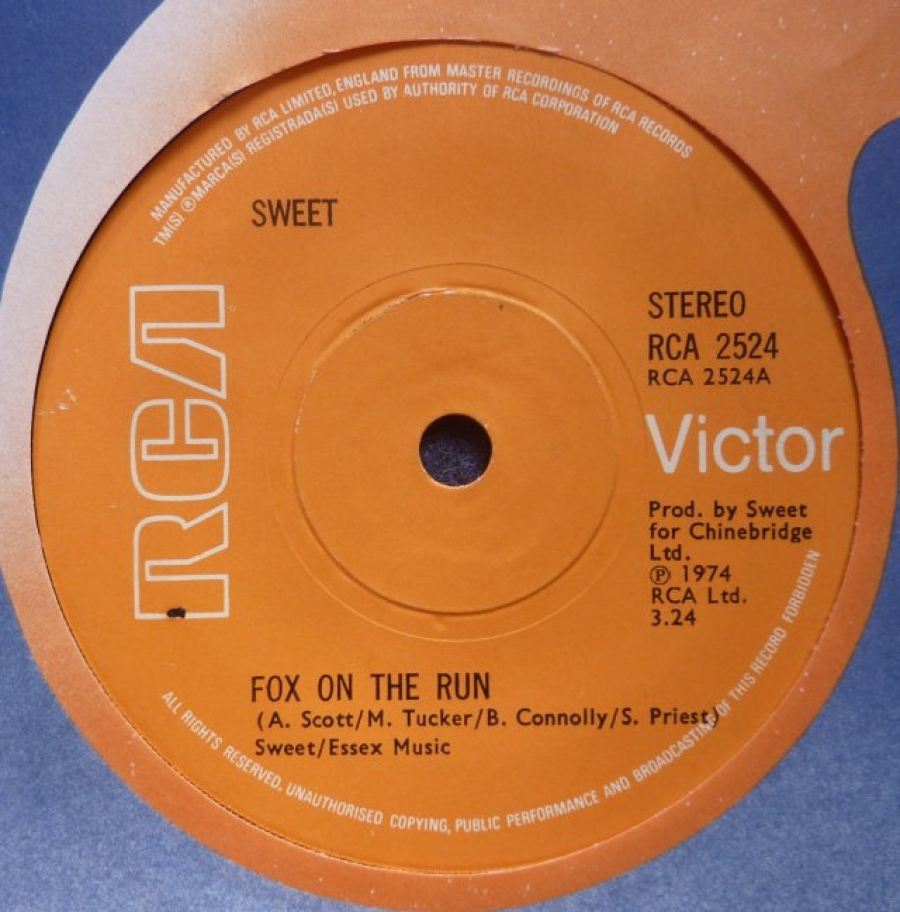 MANUFACTURED BY RCA LIMITED, ENGLAND FROM MASTER RECORDINGS OF RCA RECORDS
TM(S) ® MARCA(S) REGISTRADA(S) USED BY AUTHORITY OF RCA CORPORATION
SWEET
RCA
STEREO
RCA 2524
RCA 2524A
Victor
Prod. by Sweet
for Chinebridge
Ltd.
℗ 1974
RCA Ltd.
3.24
FOX ON THE RUN
(A. Scott/M. Tucker/B. Connolly/S. Priest)
Sweet/Essex Music
ALL RIGHTS RESERVED, UNAUTHORISED COPYING, PUBLIC PERFORMANCE AND BROADCASTING OF THIS RECORD FORBIDDEN